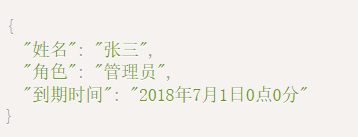 {
"姓名": "张三",
"角色": "管理员",
"到期时间": "2018年7月1日0点0分"
}